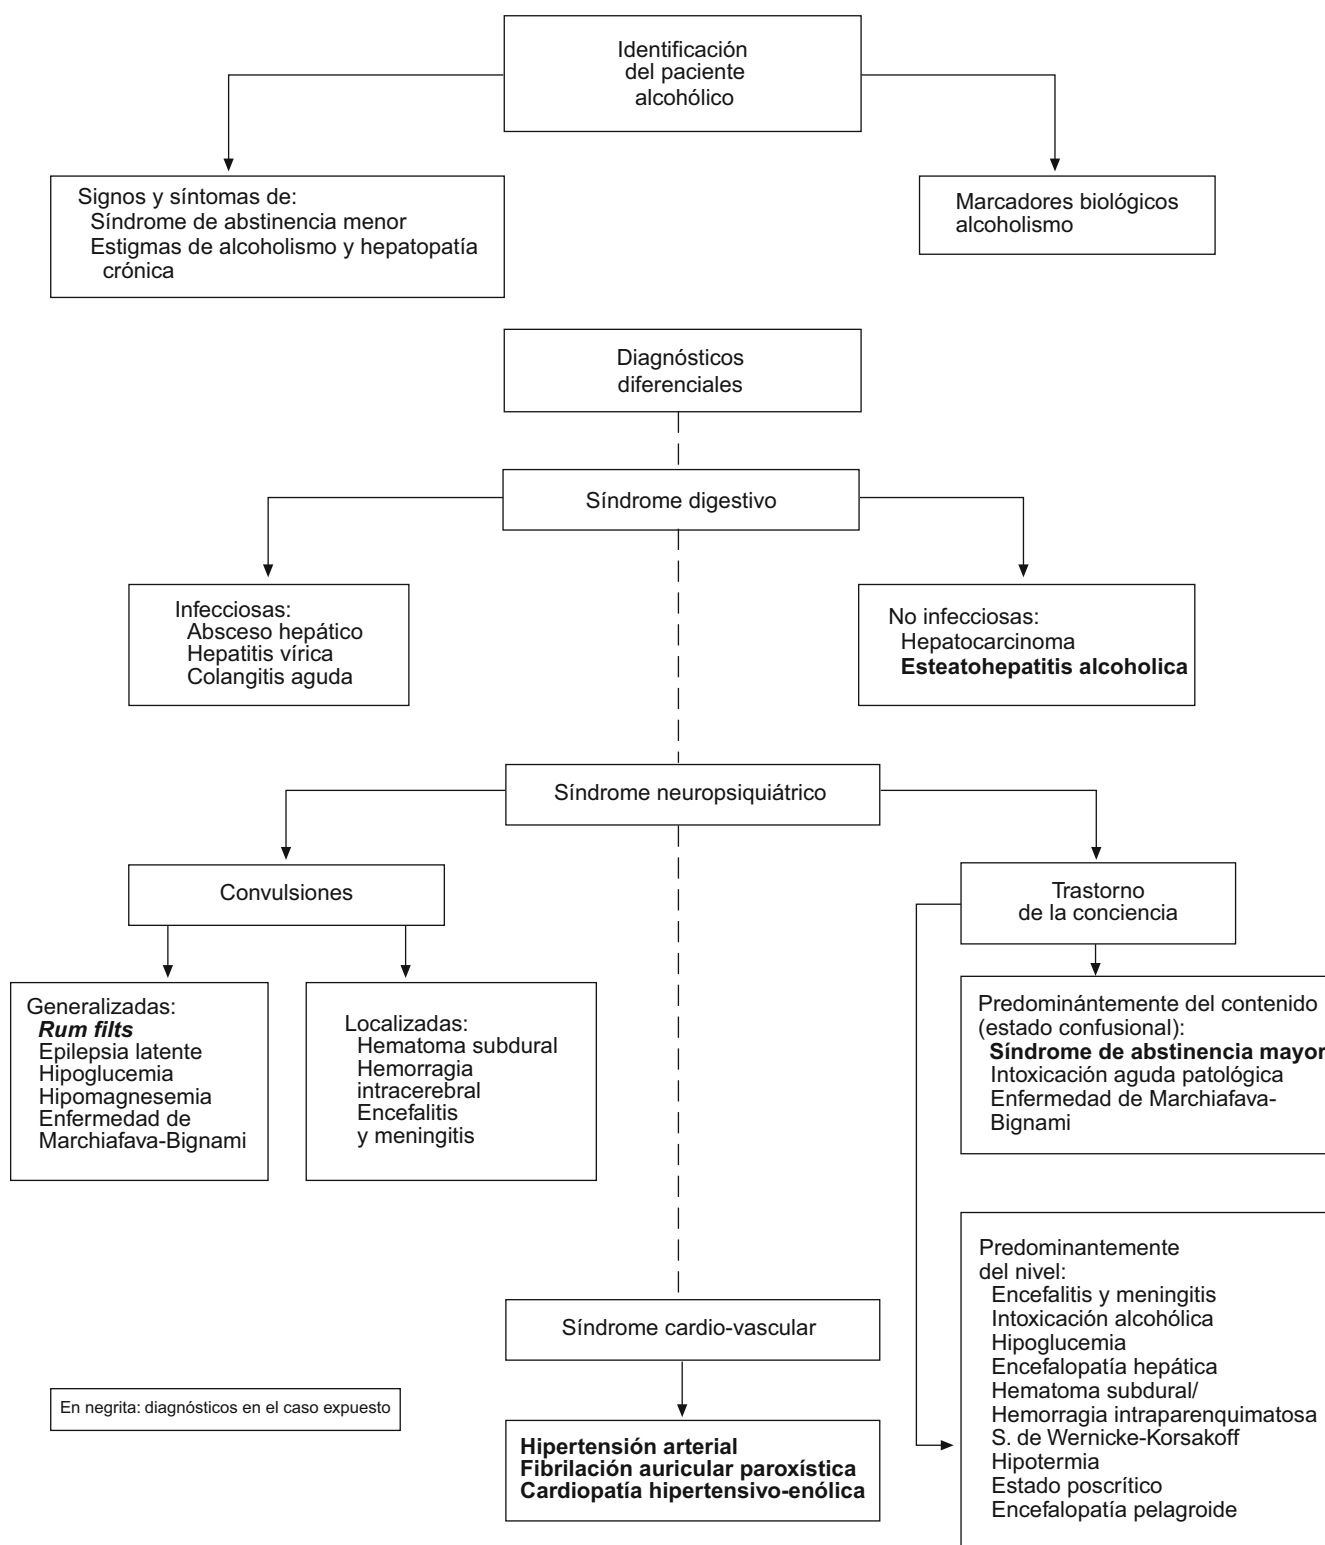 Identificación
del paciente
alcohólico
Signos y síntomas de:
Síndrome de abstinencia menor
Estigmas de alcoholismo y hepatopatía
crónica
Marcadores biológicos
alcoholismo
Diagnósticos
diferenciales
Síndrome digestivo
Infecciosas:
Absceso hepático
Hepatitis vírica
Colangitis aguda
No infecciosas:
Hepatocarcinoma
Esteatohepatitis alcoholica
Síndrome neuropsiquiátrico
Convulsiones
Trastorno
de la conciencia
Generalizadas:
Rum filts
Epilepsia latente
Hipoglucemia
Hipomagnesemia
Enfermedad de
Marchiafava-Bignami
Localizadas:
Hematoma subdural
Hemorragia
intracerebral
Encefalitis
y meningitis
Predominántemente del contenido
(estado confusional):
Síndrome de abstinencia mayor
Intoxicación aguda patológica
Enfermedad de Marchiafava-
Bignami
Predominantemente
del nivel:
Encefalitis y meningitis
Intoxicación alcohólica
Hipoglucemia
Encefalopatía hepática
Hematoma subdural/
Hemorragia intraparenquimatosa
S. de Wernicke-Korsakoff
Hipotermia
Estado poscrítico
Encefalopatía pelagroide
Síndrome cardio-vascular
Hipertensión arterial
Fibrilación auricular paroxística
Cardiopatía hipertensivo-enólica
En negrita: diagnósticos en el caso expuesto